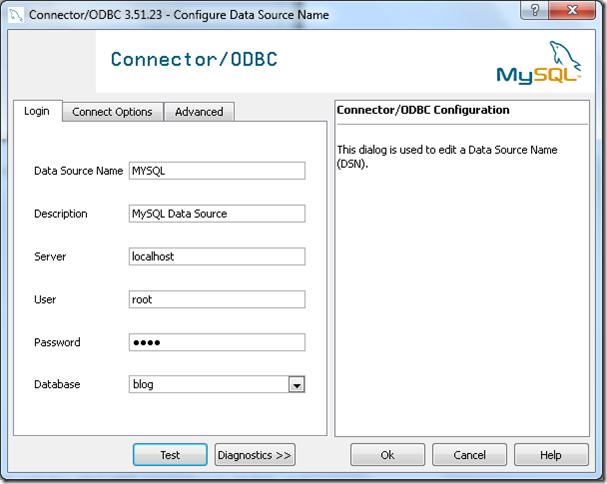 Connector/ODBC 3.51.23 - Configure Data Source Name
?
Connector/ODBC
MySQL
Login Connect Options Advanced
Data Source Name MYSQL
Description MySQL Data Source
Server localhost
User root
Password ●●●●
Database blog
Connector/ODBC Configuration
This dialog is used to edit a Data Source Name
(DSN).
Test Diagnostics >> Ok Cancel Help